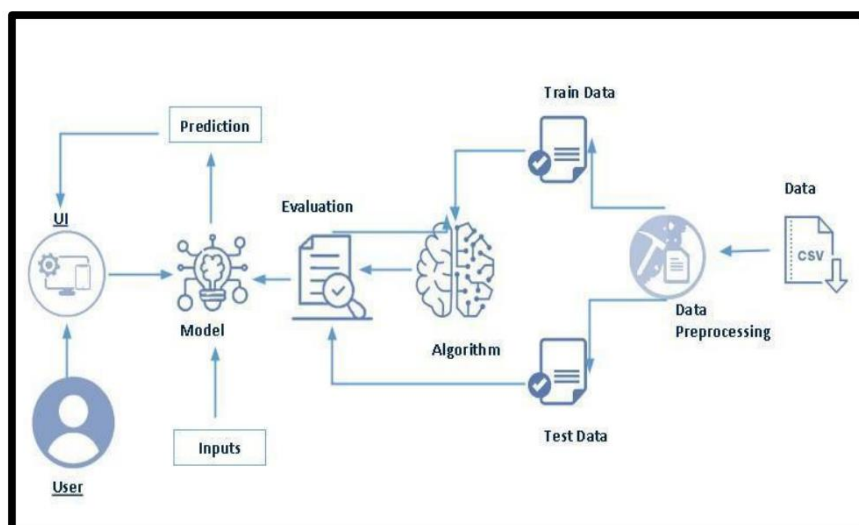 Train Data
Prediction
Data
UI
Evaluation
CSV
Model
Algorithm
Data
Preprocessing
Inputs
Test Data
User